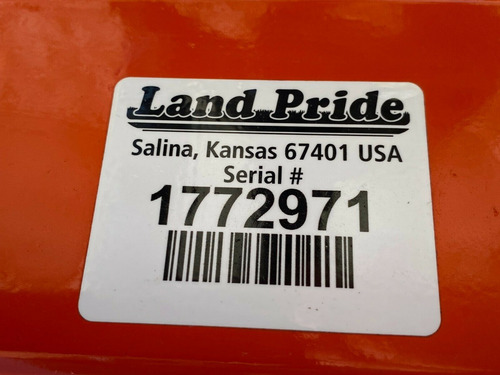 Land Pride
Salina, Kansas 67401 USA
Serial #
1772971